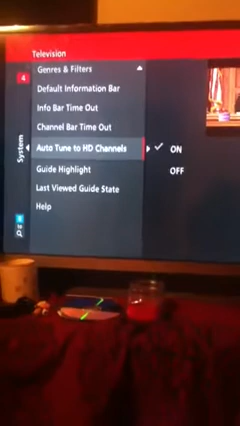 Television
4
Genres & Filters
Default Information Bar
Info Bar Time Out
Channel Bar Time Out
System
Auto Tune to HD Channels
ON
Guide Highlight
OFF
Last Viewed Guide State
Help